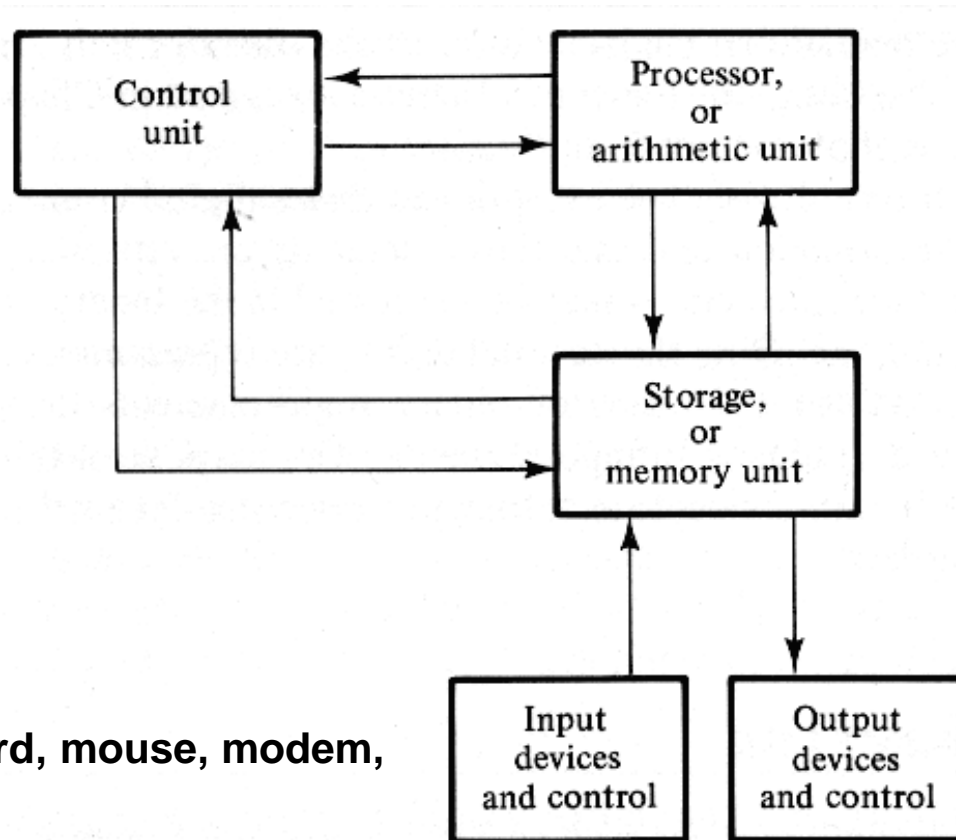 Control
unit
Processor,
or
arithmetic unit
Storage,
or
memory unit
Input
devices
and control
Output
devices
and control
mouse, modem,